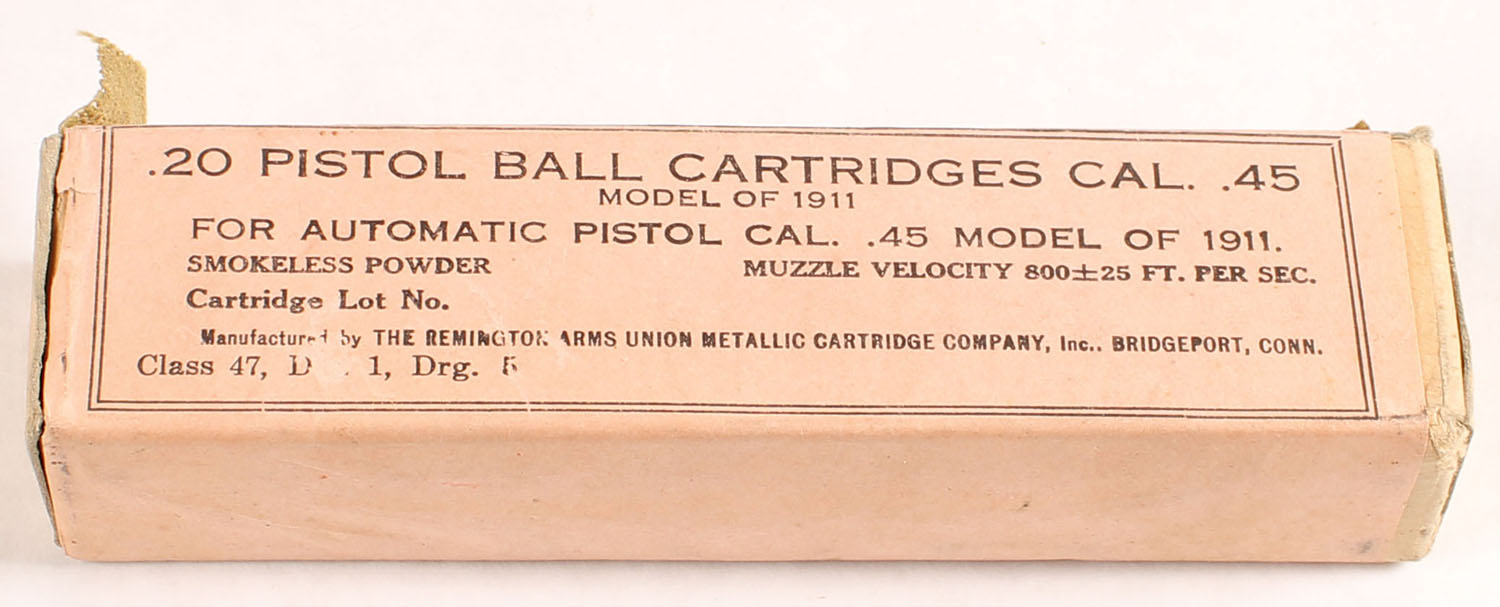 .20 PISTOL BALL CARTRIDGES CAL. .45
MODEL OF 1911
FOR AUTOMATIC PISTOL CAL. .45 MODEL OF 1911.
SMOKELESS POWDER MUZZLE VELOCITY 800±25 FT. PER SEC.
Cartridge Lot No.
Manufactured by THE REMINGTON ARMS UNION METALLIC CARTRIDGE COMPANY, Inc.. BRIDGEPORT, CONN.
Class 47, 1, Drg.